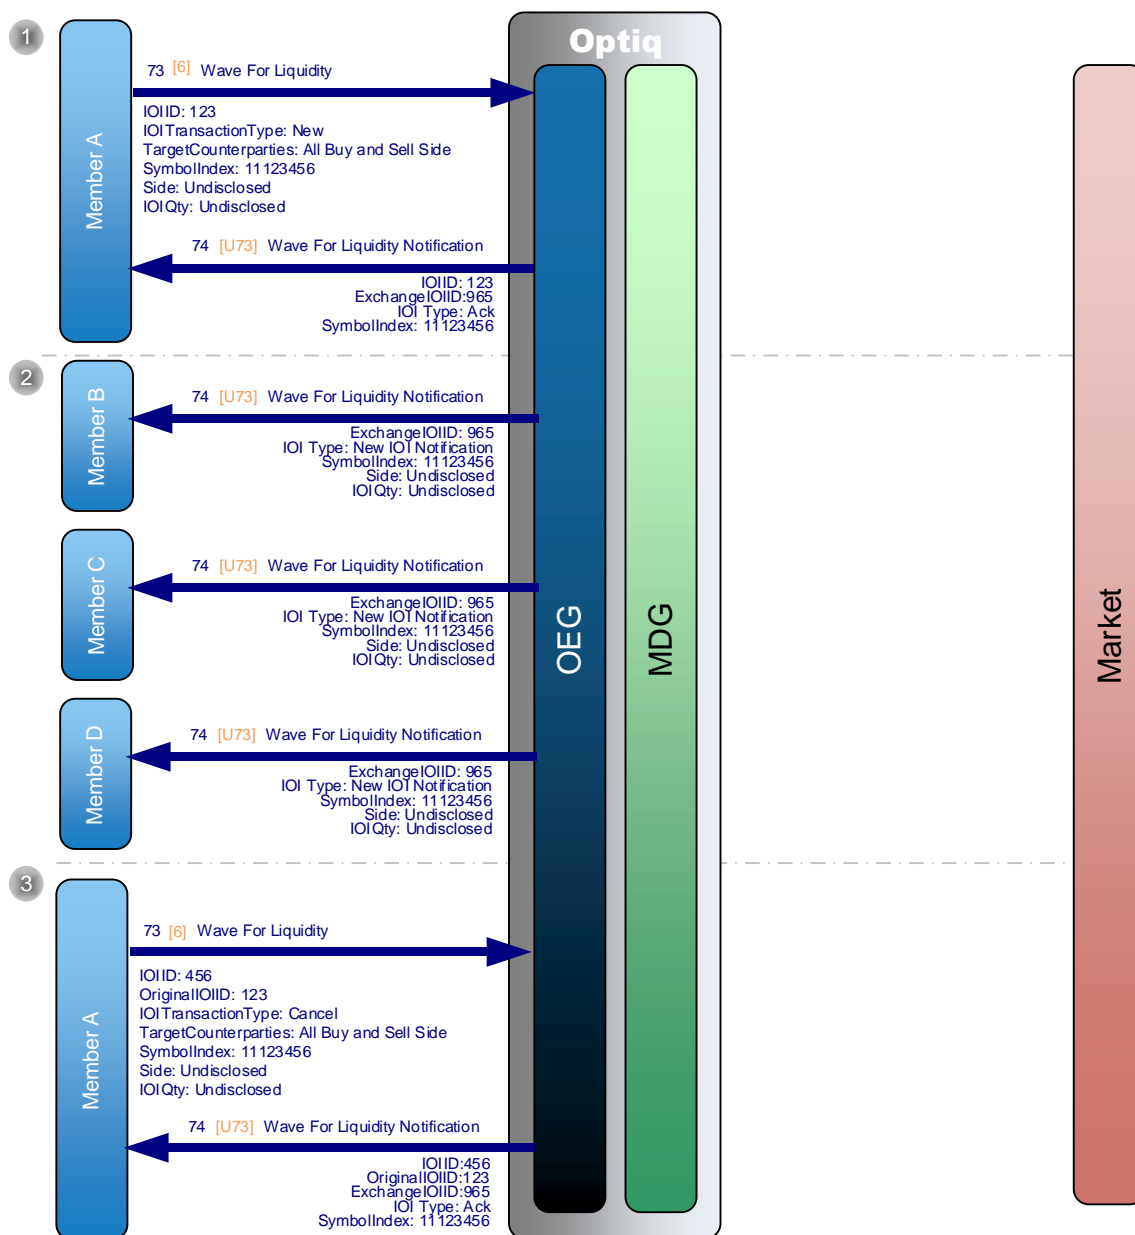 1
Optiq
Member A
73 [6] Wave For Liquidity
IOIID: 123
IOITransactionType: New
TargetCounterparties: All Buy and Sell Side
SymbolIndex: 11123456
Side: Undisclosed
IOIQty: Undisclosed
74 [U73] Wave For Liquidity Notification
IOIID: 123
ExchangeIOIID:965
IOI Type: Ack
SymbolIndex: 11123456
2
Member B
74 [U73] Wave For Liquidity Notification
ExchangeIOIID: 965
IOI Type: New IOI Notification
SymbolIndex: 11123456
Side: Undisclosed
IOIQty: Undisclosed
Member C
74 [U73] Wave For Liquidity Notification
ExchangeIOIID: 965
IOI Type: New IOI Notification
SymbolIndex: 11123456
Side: Undisclosed
IOIQty: Undisclosed
OEG
MDG
Market
Member D
74 [U73] Wave For Liquidity Notification
ExchangeIOIID: 965
IOI Type: New IOI Notification
SymbolIndex: 11123456
Side: Undisclosed
IOIQty: Undisclosed
3
Member A
73 [6] Wave For Liquidity
IOIID: 456
OriginalIOIID: 123
IOITransactionType: Cancel
TargetCounterparties: All Buy and Sell Side
SymbolIndex: 11123456
Side: Undisclosed
IOIQty: Undisclosed
74 [U73] Wave For Liquidity Notification
IOIID:456
OriginalIOIID:123
ExchangeIOIID:965
IOI Type: Ack
SymbolIndex: 11123456